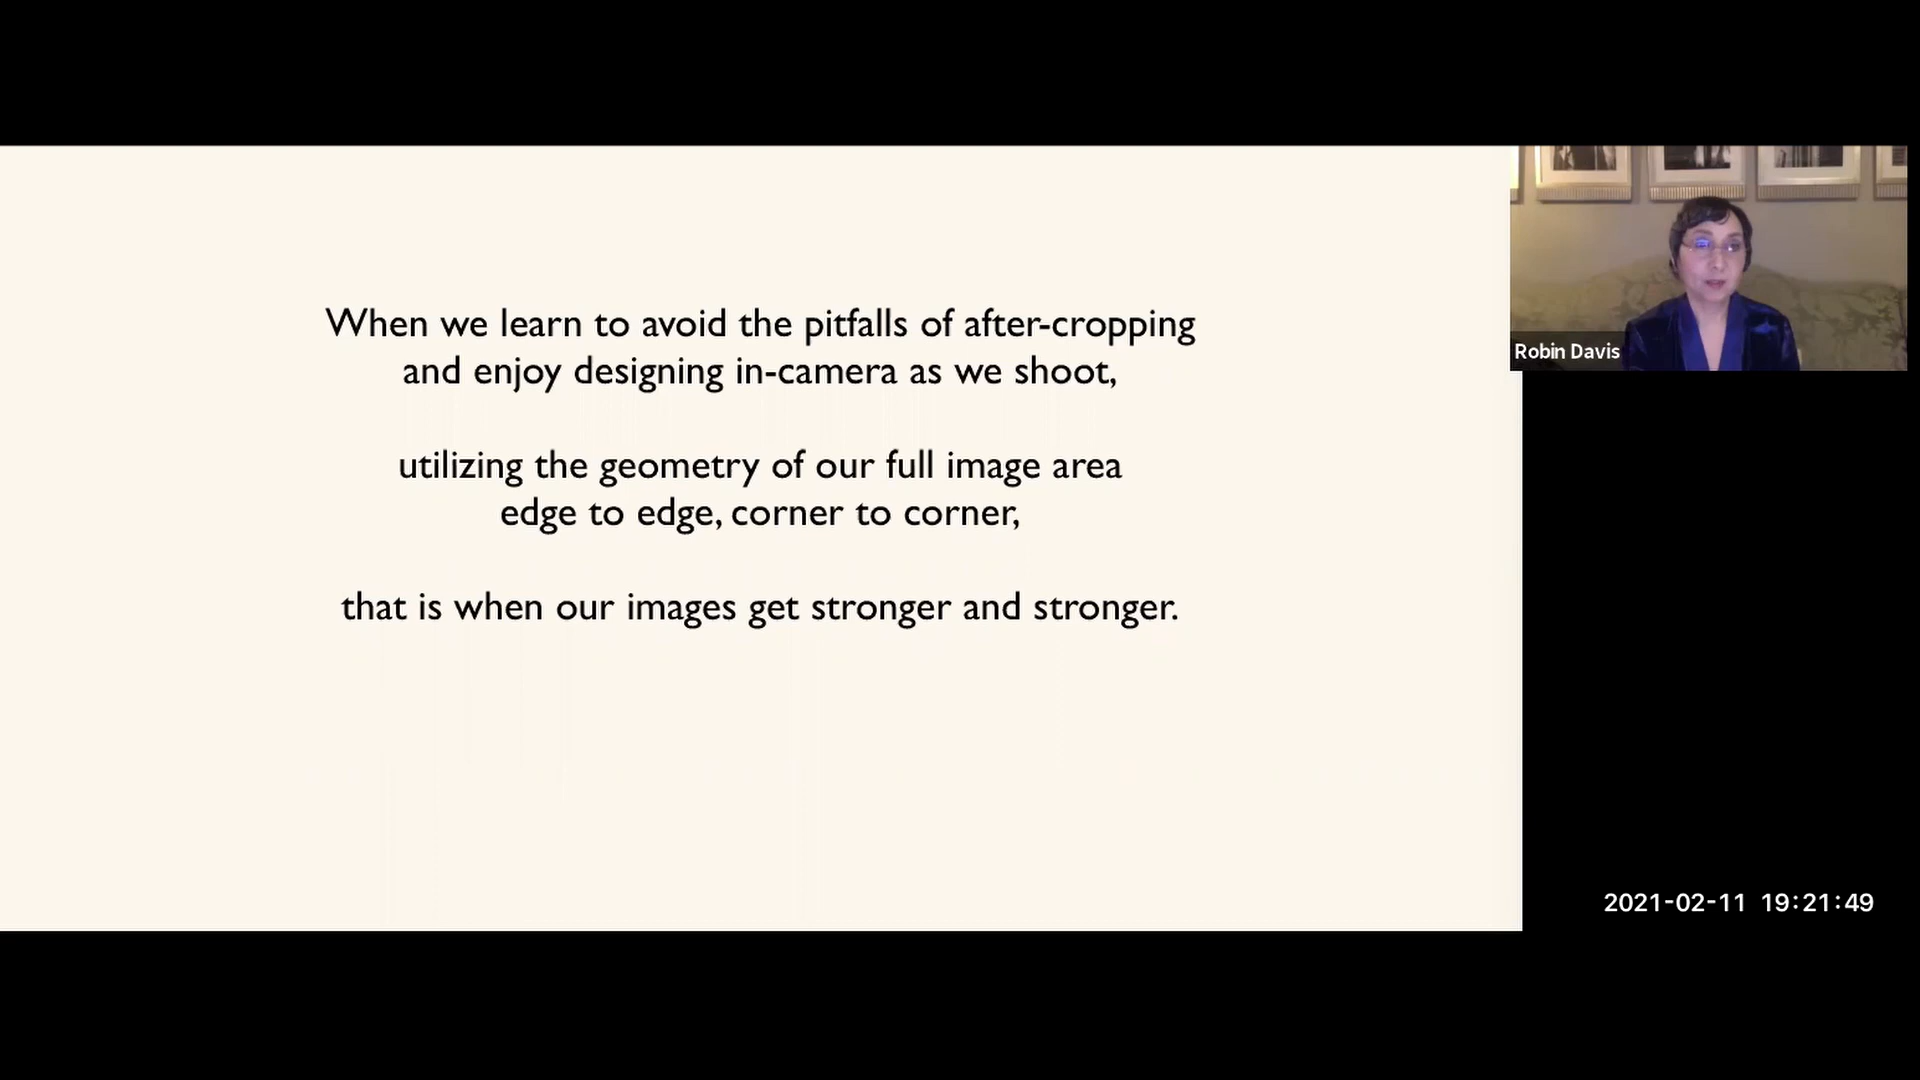 When we learn to avoid the pitfalls of after-cropping
and enjoy designing in-camera as we shoot,
utilizing the geometry of our full image area
edge to edge, corner to corner,
that is when our images get stronger and stronger.
Robin Davis
2021-02-11 19:21:49